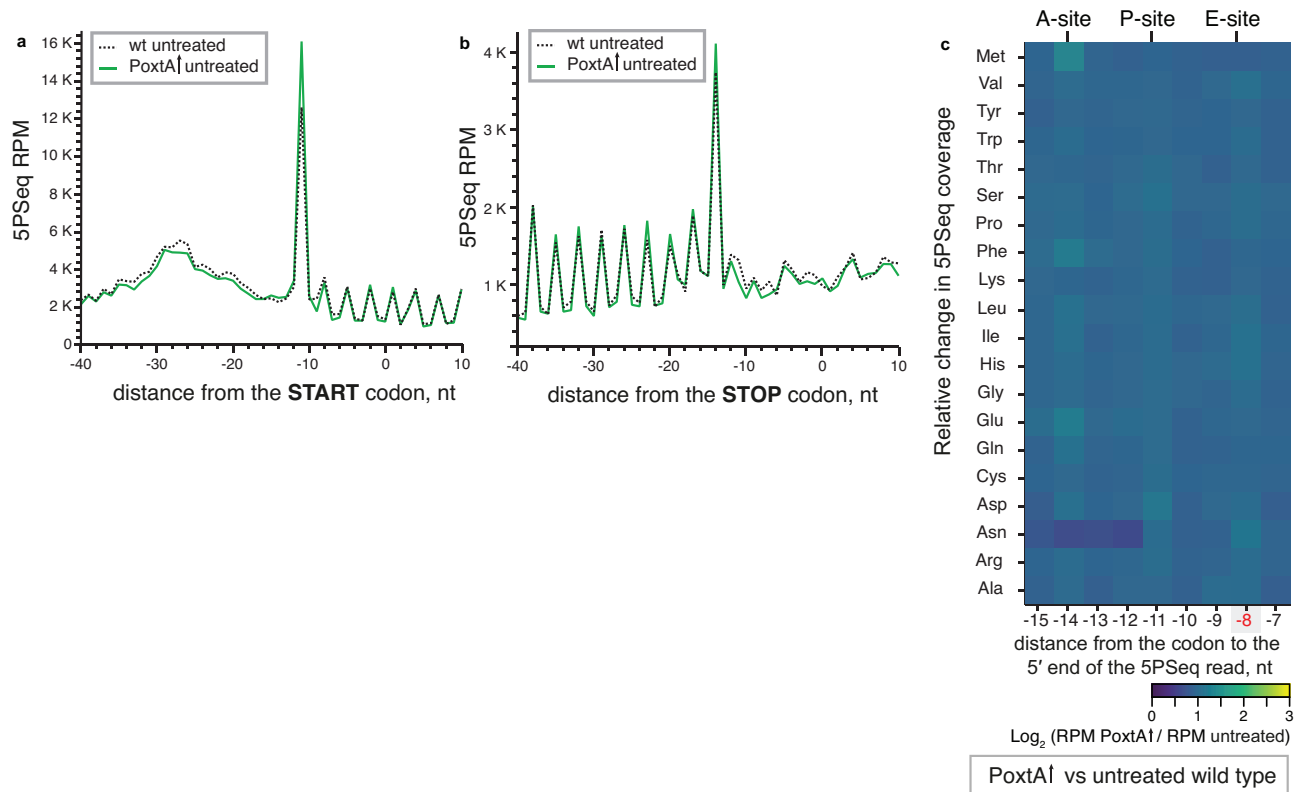 a
wt untreated
PoxtA↑ untreated
16 K
14 K
12 K
10 K
8 K
6 K
4 K
2 K
0
5PSeq RPM
-40
-30
-20
-10
0
10
distance from the START codon, nt
b
wt untreated
PoxtA↑ untreated
4 K
3 K
2 K
1 K
5PSeq RPM
-40
-30
-20
-10
0
10
distance from the STOP codon, nt
c
A-site P-site E-site
Relative change in 5PSeq coverage
Met
Val
Tyr
Trp
Thr
Ser
Pro
Phe
Lys
Leu
Ile
His
Gly
Glu
Gln
Cys
Asp
Asn
Arg
Ala
-15 -14 -13 -12 -11 -10 -9 -8 -7
distance from the codon to the
5′ end of the 5PSeq read, nt
0 1 2 3
Log2 (RPM PoxtA↑ / RPM untreated)
PoxtA↑ vs untreated wild type